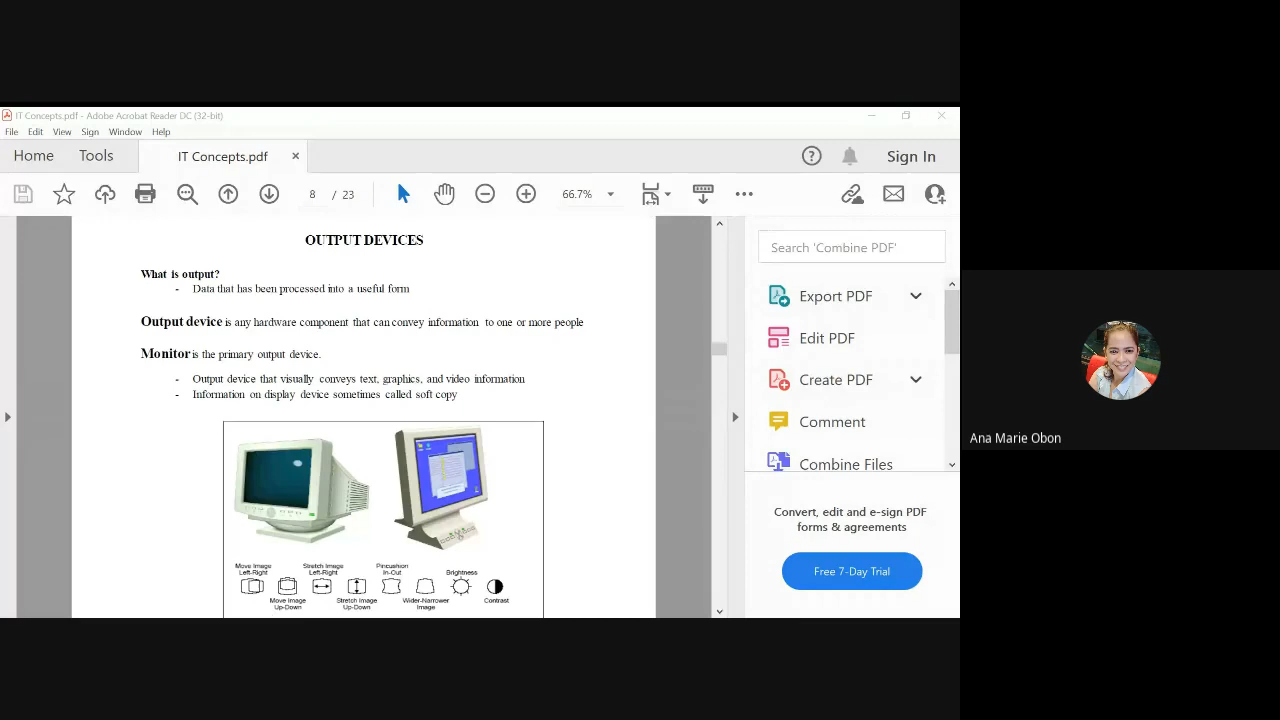 IT Concepts.pdf - Adobe Acrobat Reader DC (32-bit)
File Edit View Sign Window Help
Home Tools IT Concepts.pdf × Sign In
8 / 23 66.7%
OUTPUT DEVICES
What is output?
- Data that has been processed into a useful form
Output device is any hardware component that can convey information to one or more people
Monitor is the primary output device.
- Output device that visually conveys text, graphics, and video information
- Information on display device sometimes called soft copy
Move Image Left-Right
Stretch Image Left-Right
Pincushion In-Out
Brightness
Move Image Up-Down
Stretch Image Up-Down
Wider-Narrower Image
Contrast
Search 'Combine PDF'
Export PDF
Edit PDF
Create PDF
Comment
Combine Files
Convert, edit and e-sign PDF
forms & agreements
Free 7-Day Trial
Ana Marie Obon